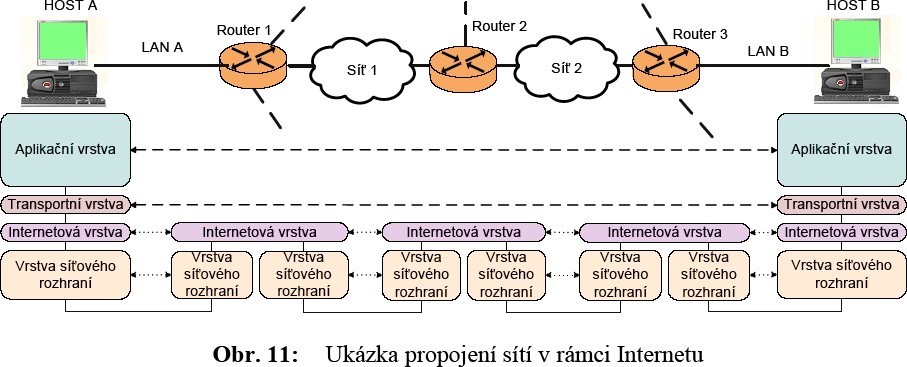 HOST A
HOST B
Router 1
Router 2
Router 3
LAN A
LAN B
Síť 1
Síť 2
Aplikační vrstva
Aplikační vrstva
Transportní vrstva
Transportní vrstva
Internetová vrstva
Internetová vrstva
Internetová vrstva
Internetová vrstva
Internetová vrstva
Vrstva síťového
rozhraní
Vrstva
síťového
rozhraní
Vrstva
síťového
rozhraní
Vrstva
síťového
rozhraní
Vrstva
síťového
rozhraní
Vrstva
síťového
rozhraní
Vrstva
síťového
rozhraní
Vrstva síťového
rozhraní
Obr. 11: Ukázka propojení sítí v rámci Internetu